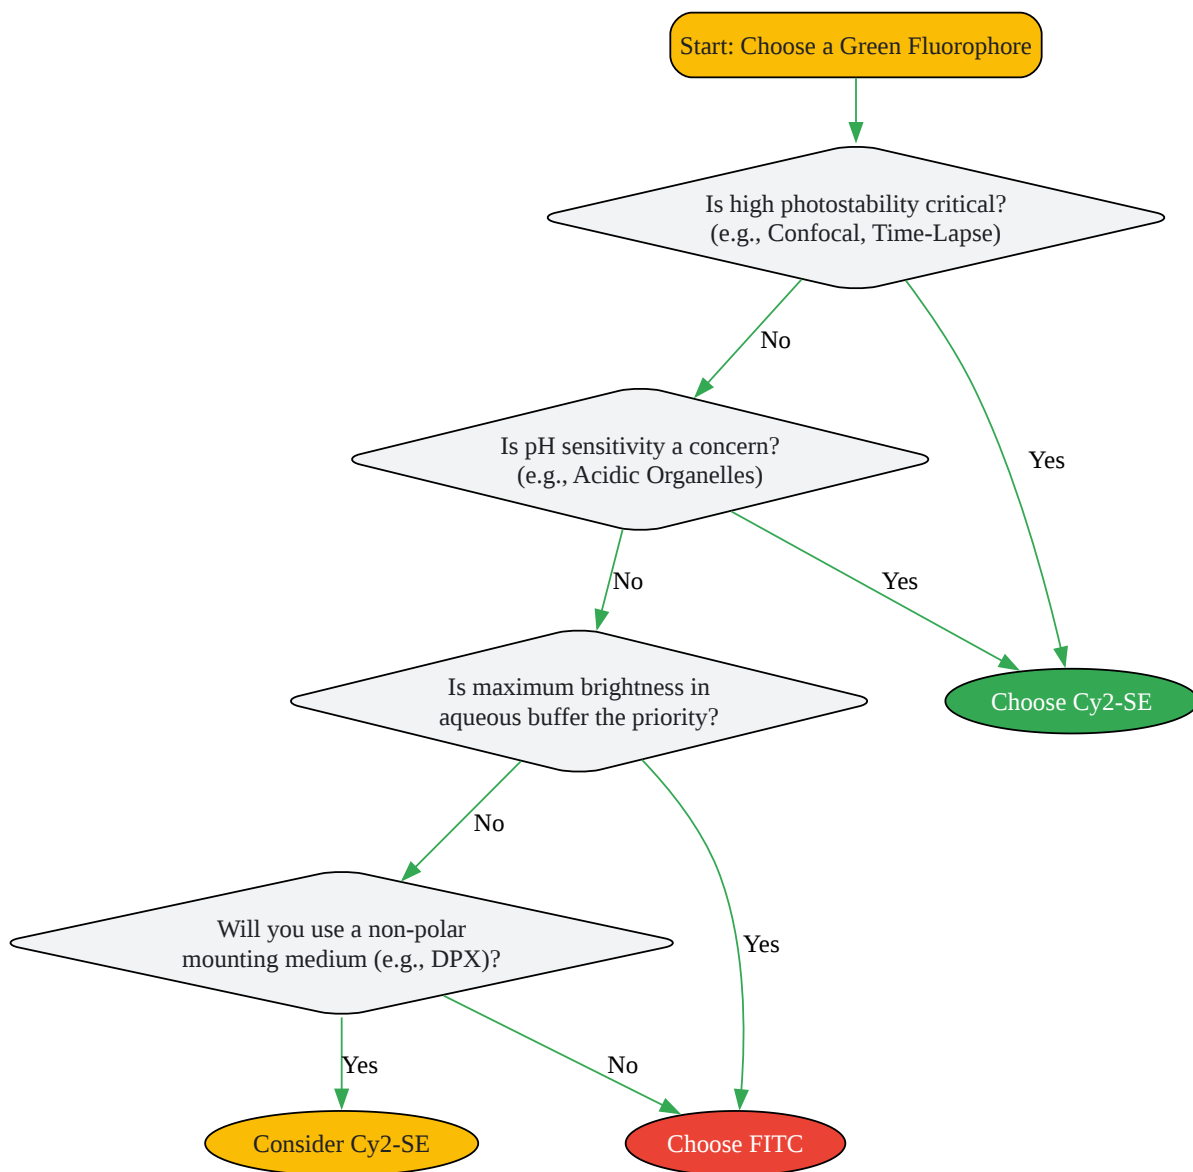 Start: Choose a Green Fluorophore
Is high photostability critical?
(e.g., Confocal, Time-Lapse)
No
Is pH sensitivity a concern?
(e.g., Acidic Organelles)
Yes
No
Yes
Is maximum brightness in
aqueous buffer the priority?
Choose Cy2-SE
No
Will you use a non-polar
mounting medium (e.g., DPX)?
Yes
Yes
No
Consider Cy2-SE
Choose FITC